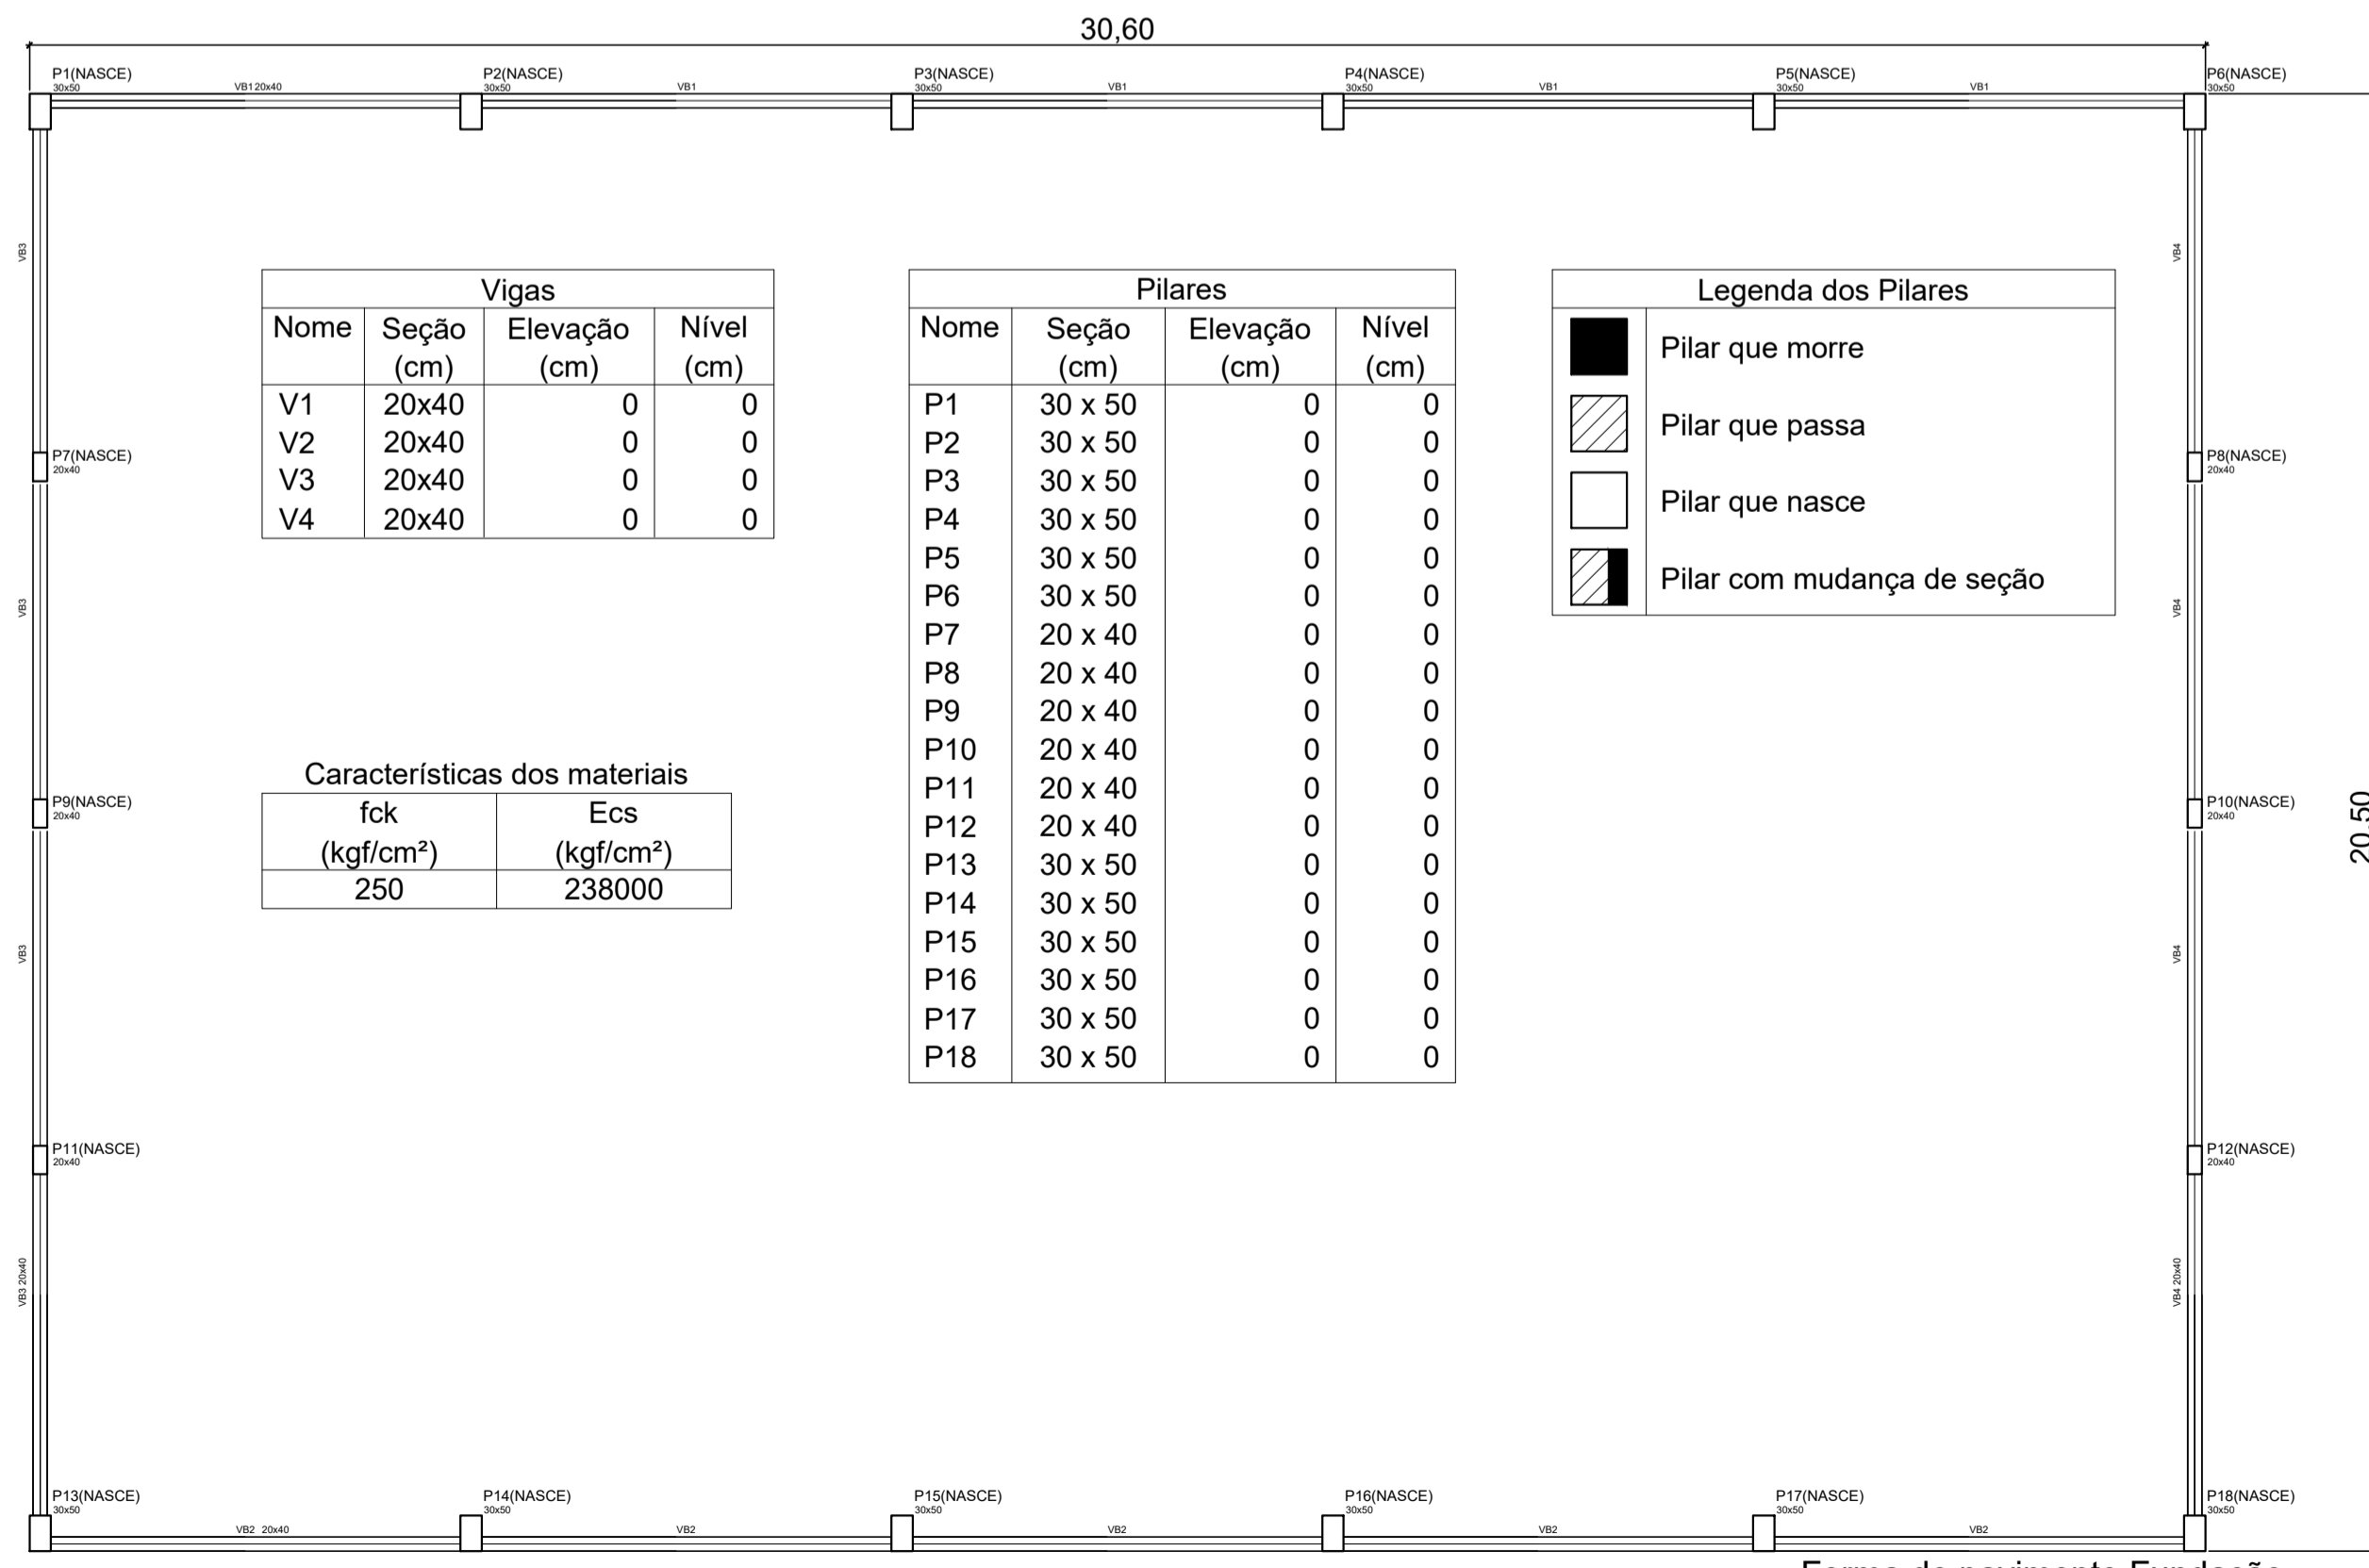 30,60
P1(NASCE)
30x50
VB1 20x40
P2(NASCE)
30x50
VB1
P3(NASCE)
30x50
VB1
P4(NASCE)
30x50
VB1
P5(NASCE)
30x50
VB1
P6(NASCE)
30x50
VB3
VB4
Vigas
Nome Seção (cm) Elevação (cm) Nível (cm)
V1 20x40 0 0
V2 20x40 0 0
V3 20x40 0 0
V4 20x40 0 0
Pilares
Nome Seção (cm) Elevação (cm) Nível (cm)
P1 30 x 50 0 0
P2 30 x 50 0 0
P3 30 x 50 0 0
P4 30 x 50 0 0
P5 30 x 50 0 0
P6 30 x 50 0 0
P7 20 x 40 0 0
P8 20 x 40 0 0
P9 20 x 40 0 0
P10 20 x 40 0 0
P11 20 x 40 0 0
P12 20 x 40 0 0
P13 30 x 50 0 0
P14 30 x 50 0 0
P15 30 x 50 0 0
P16 30 x 50 0 0
P17 30 x 50 0 0
P18 30 x 50 0 0
Legenda dos Pilares
Pilar que morre
Pilar que passa
Pilar que nasce
Pilar com mudança de seção
P7(NASCE)
20x40
P8(NASCE)
20x40
VB3
VB4
Características dos materiais
fck (kgf/cm²) Ecs (kgf/cm²)
250 238000
P9(NASCE)
20x40
P10(NASCE)
20x40
20,50
VB3
VB4
P11(NASCE)
20x40
P12(NASCE)
20x40
VB3 20x40
VB4 20x40
P13(NASCE)
30x50
VB2 20x40
P14(NASCE)
30x50
VB2
P15(NASCE)
30x50
VB2
P16(NASCE)
30x50
VB2
P17(NASCE)
30x50
VB2
P18(NASCE)
30x50
Forma do pavimento Fundação